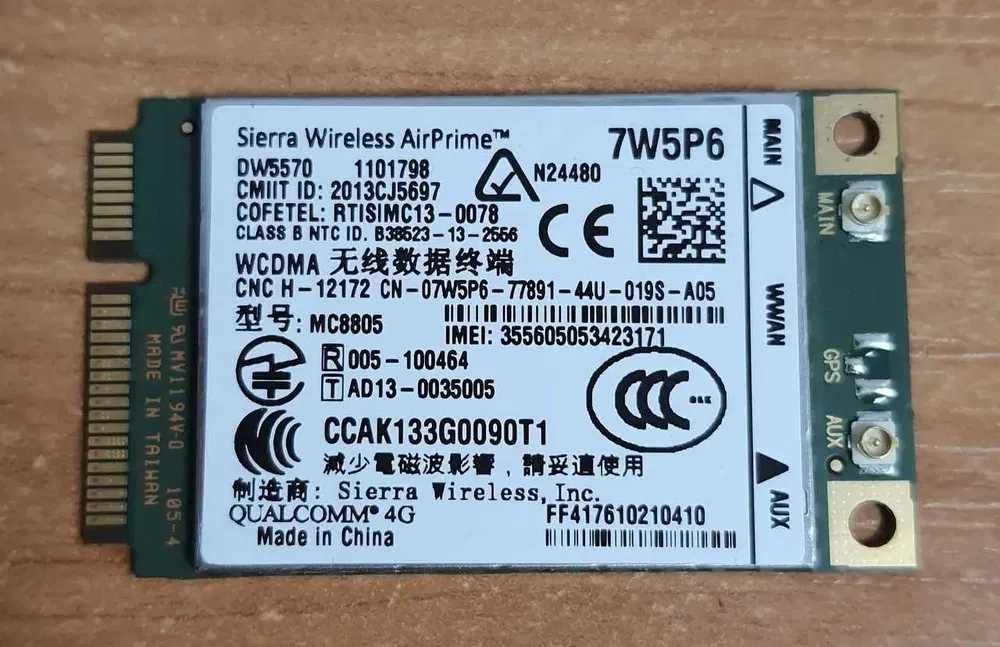 Sierra Wireless AirPrime™
7W5P6
DW5570 1101798
N24480
CMIIT ID: 2013CJ5697
COFETEL: RTISIMC13-0078
CLASS B NTC ID. B38523-13-2556
CE
WCDMA 无线数据终端
CNC H-12172 CN-07W5P6-77891-44U-019S-A05
型号: MC8805
IMEI: 355605053423171
R 005-100464
T AD13-0035005
CCC
CCAK133G0090T1
減少電磁波影響，請妥適使用
制造商: Sierra Wireless, Inc.
QUALCOMM® 4G
FF417610210410
Made in China
MAIN
WWAN
AUX
MAIN
GPS
AUX
MV1194V-0 105-4
MADE IN TAIWAN